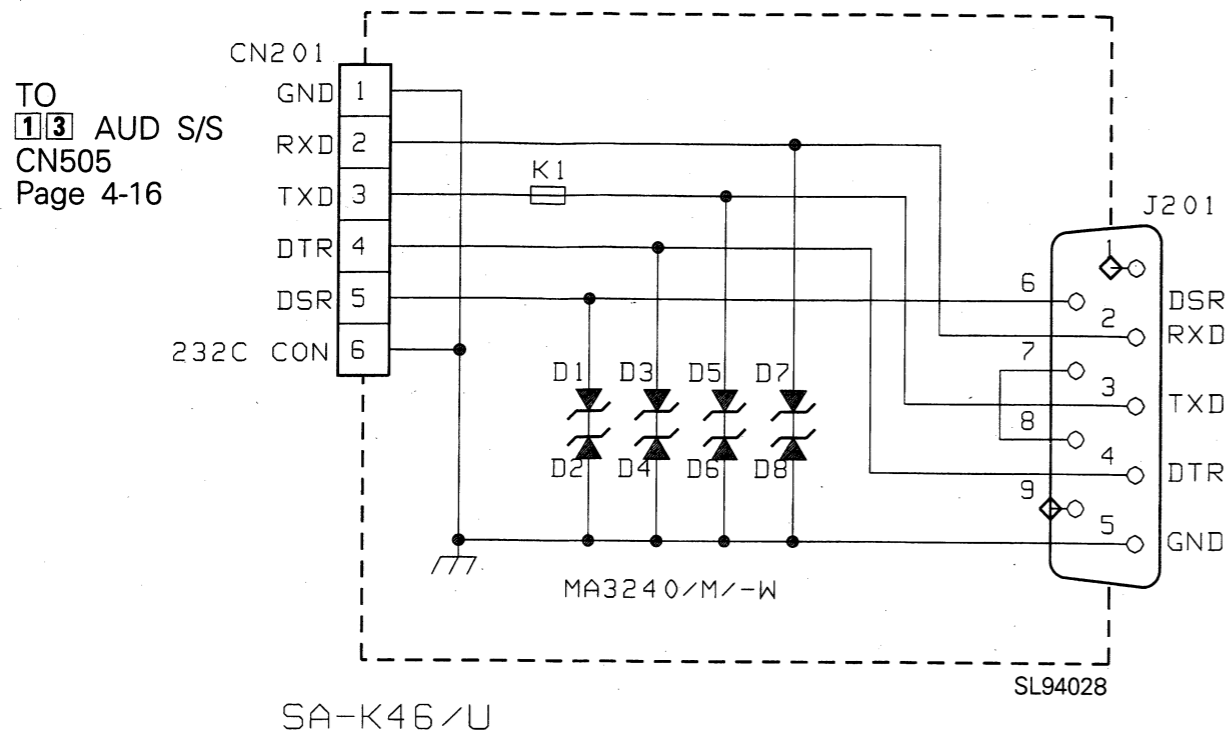 CN201
TO
13 AUD S/S
CN505
Page 4-16
GND 1
RXD 2
TXD 3
DTR 4
DSR 5
232C CON 6
K1
D1 D3 D5 D7
D2 D4 D6 D8
MA3240/M/-W
J201
1
6 DSR
2 RXD
7
3 TXD
8
4 DTR
9
5 GND
SL94028
SA-K46/U